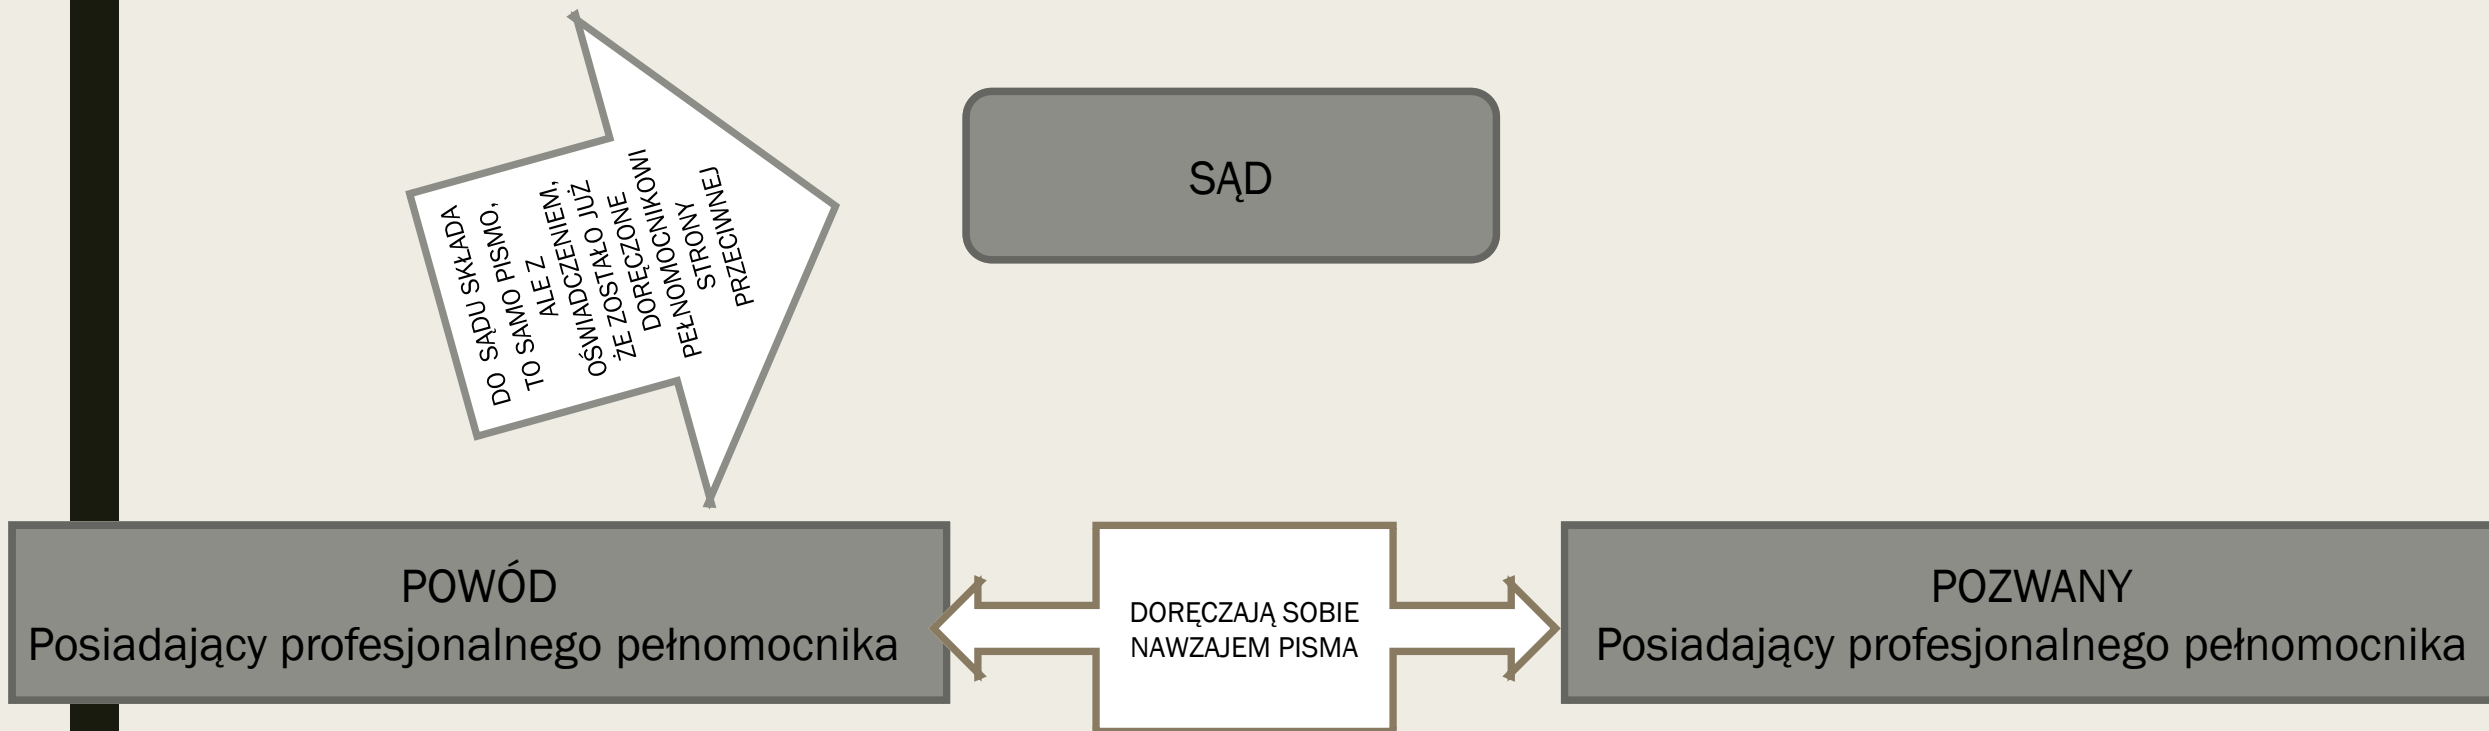 SĄD
DO SĄDU SKŁADA
TO SAMO PISMO,
ALE Z
OŚWIADCZENIEM,
ŻE ZOSTAŁO JUŻ
DORĘCZONE
PEŁNOMOCNIKOWI
STRONY
PRZECIWNEJ
POWÓD
Posiadający profesjonalnego pełnomocnika
DORĘCZAJĄ SOBIE
NAWZAJEM PISMA
POZWANY
Posiadający profesjonalnego pełnomocnika